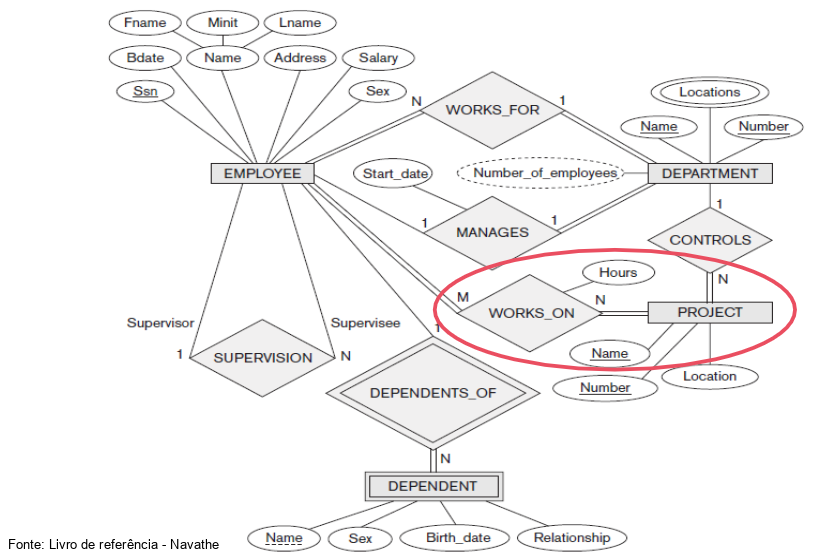 Fname Minit Lname
Bdate Name Address Salary
Ssn Sex
N WORKS_FOR 1
Locations
Name Number
EMPLOYEE Start_date Number_of_employees DEPARTMENT
1 MANAGES 1
1
CONTROLS
N
Hours
M WORKS_ON N PROJECT
Supervisor Supervisee
1 SUPERVISION N
1
Name
Number Location
DEPENDENTS_OF
N
DEPENDENT
Name Sex Birth_date Relationship
Fonte: Livro de referência - Navathe